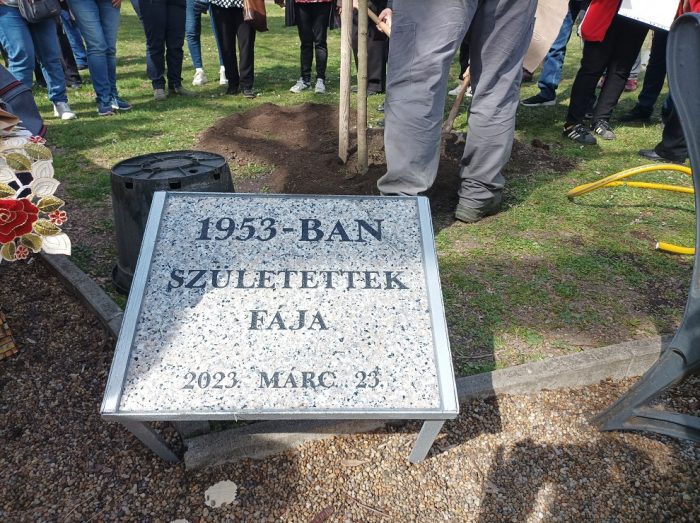 1953-BAN
SZÜLETETTEK
FÁJA
2023. MÁRC. 23.